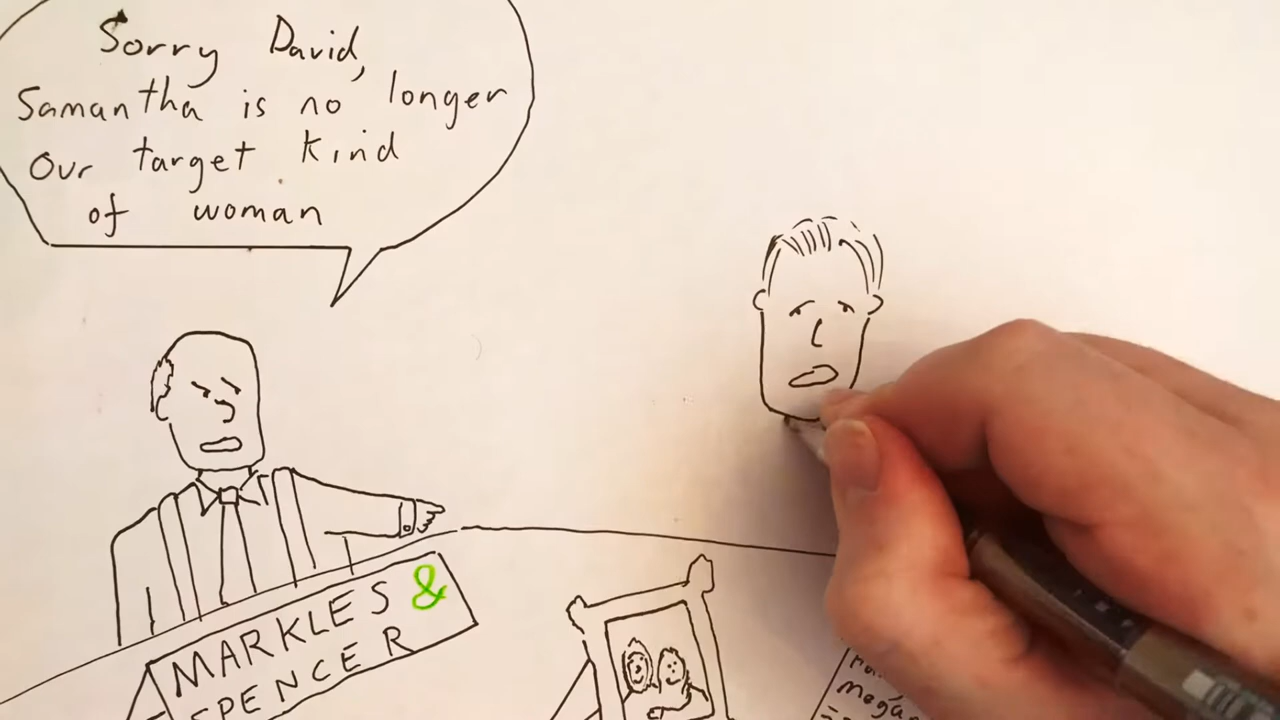 Sorry David,
Samantha is no longer
Our target kind
of woman
MARKLES &
SPENCER